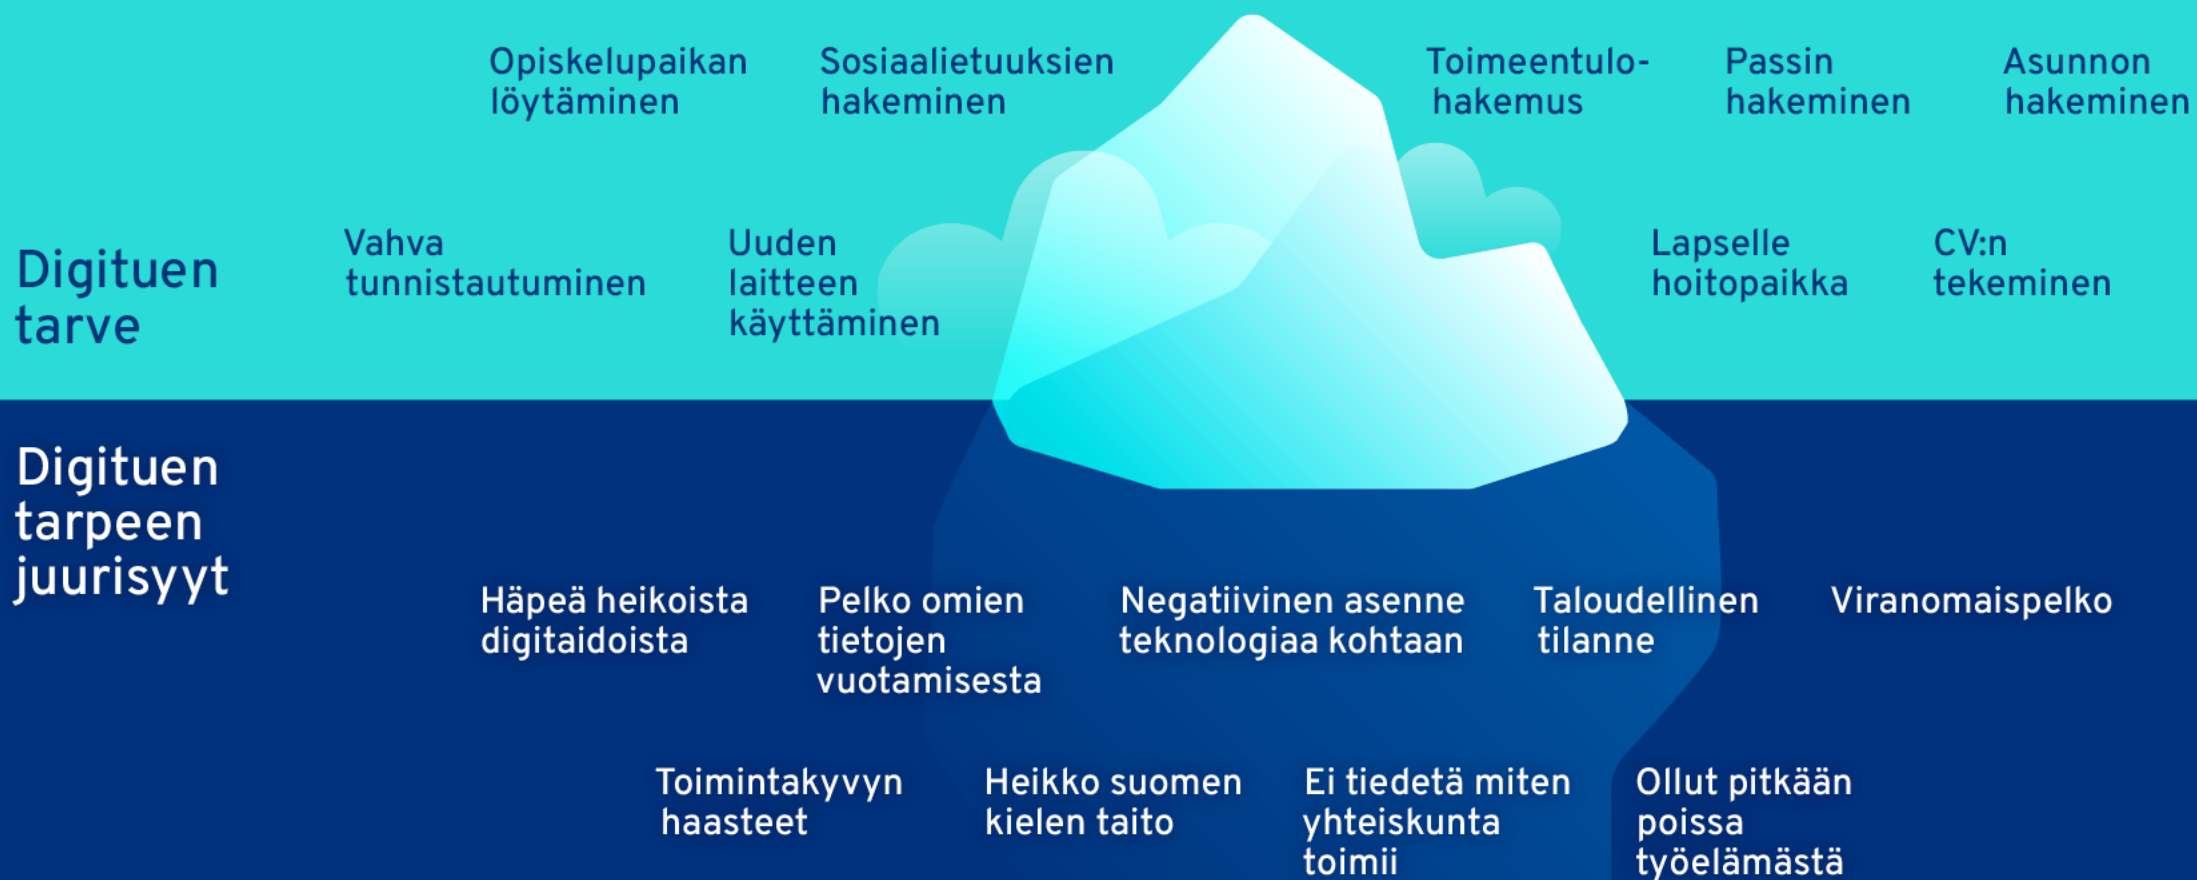 Opiskelupaikan
löytäminen
Sosiaalietuuksien
hakeminen
Toimeentulo-
hakemus
Passin
hakeminen
Asunnon
hakeminen
Digituen
tarve
Vahva
tunnistautuminen
Uuden
laitteen
käyttäminen
Lapselle
hoitopaikka
CV:n
tekeminen
Digituen
tarpeen
juurisyyt
Häpeä heikoista
digitaidoista
Pelko omien
tietojen
vuotamisesta
Negatiivinen asenne
teknologiaa kohtaan
Taloudellinen
tilanne
Viranomaispelko
Toimintakyvyn
haasteet
Heikko suomen
kielen taito
Ei tiedetä miten
yhteiskunta
toimii
Ollut pitkään
poissa
työelämästä